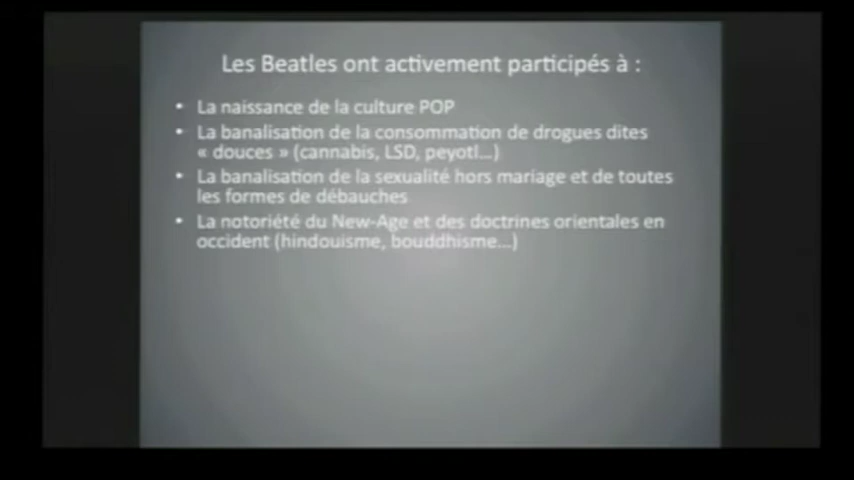 Les Beatles ont activement participés à :
• La naissance de la culture POP
• La banalisation de la consommation de drogues dites
« douces » (cannabis, LSD, peyotl...)
• La banalisation de la sexualité hors mariage et de toutes
les formes de débauches
• La notoriété du New-Age et des doctrines orientales en
occident (hindouisme, bouddhisme...)